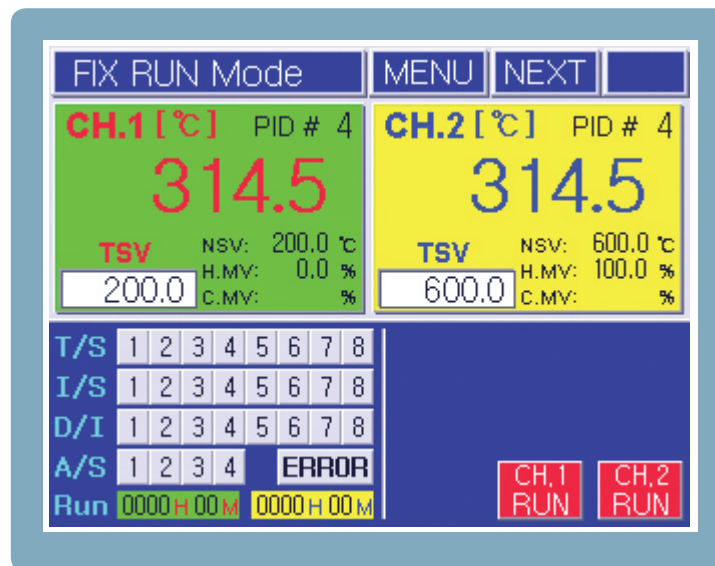 FIX RUN Mode MENU NEXT
CH.1 [℃] PID # 4
314.5
TSV
200.0
NSV: 200.0 ℃
H.MV: 0.0 %
C.MV: %
CH.2 [℃] PID # 4
314.5
TSV
600.0
NSV: 600.0 ℃
H.MV: 100.0 %
C.MV: %
T/S 1 2 3 4 5 6 7 8
I/S 1 2 3 4 5 6 7 8
D/I 1 2 3 4 5 6 7 8
A/S 1 2 3 4 ERROR
Run 0000 H 00 M 0000 H 00 M
CH,1
RUN
CH,2
RUN